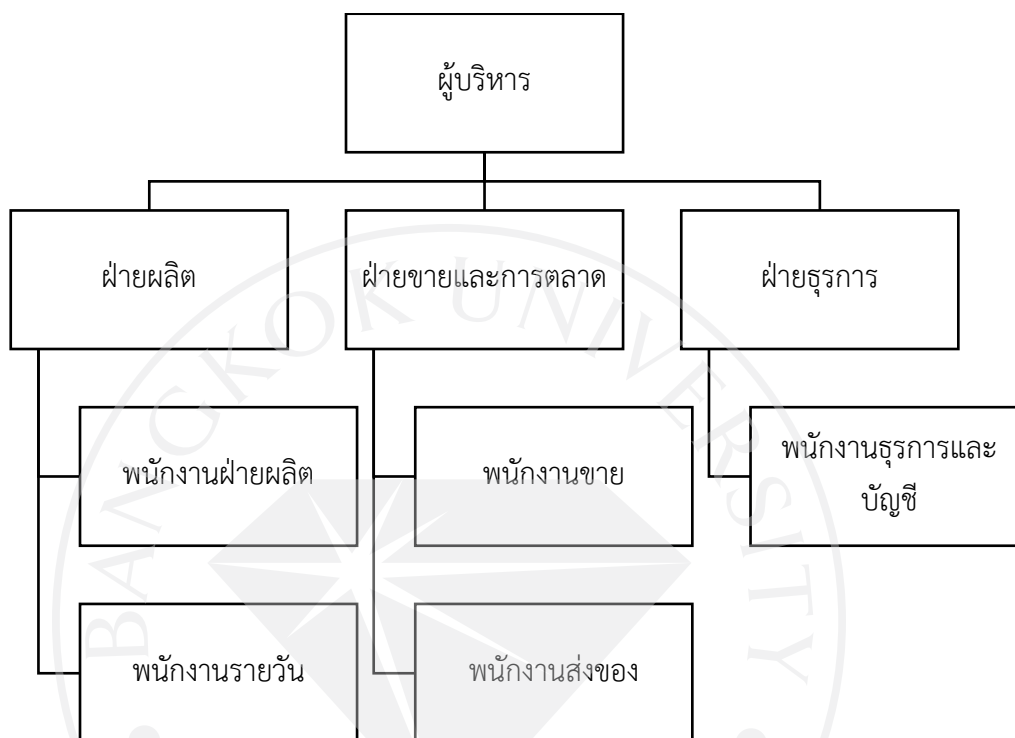 ผู้บริหาร
ฝ่ายผลิต
ฝ่ายขายและการตลาด
ฝ่ายธุรการ
พนักงานฝ่ายผลิต
พนักงานขาย
พนักงานธุรการและ
บัญชี
พนักงานรายวัน
พนักงานส่งของ
BANGKOK UNIVERSITY